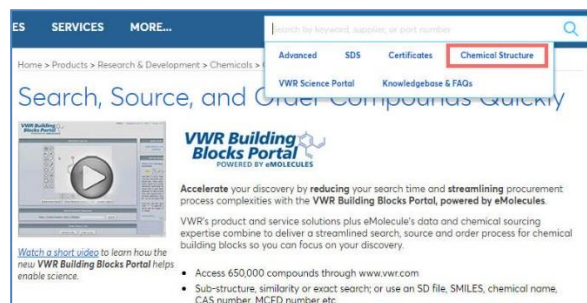 ES SERVICES MORE...
Search by keyword, supplier, or part number
Advanced SDS Certificates Chemical Structure
VWR Science Portal Knowledgebase & FAQs
Home > Products > Research & Development > Chemicals >
Search, Source, and Order Compounds Quickly
VWR Building
Blocks Portal
POWERED BY eMOLECULES
Accelerate your discovery by reducing your search time and streamlining procurement
process complexities with the VWR Building Blocks Portal, powered by eMolecules.
VWR's product and service solutions plus eMolecule's data and chemical sourcing
expertise combine to deliver a streamlined search, source and order process for chemical
building blocks so you can focus on your discovery.
Watch a short video to learn how the
new VWR Building Blocks Portal helps
enable science.
• Access 650,000 compounds through www.vwr.com
• Sub-structure, similarity or exact search; or use an SD file, SMILES, chemical name,
CAS number, MCFD number etc